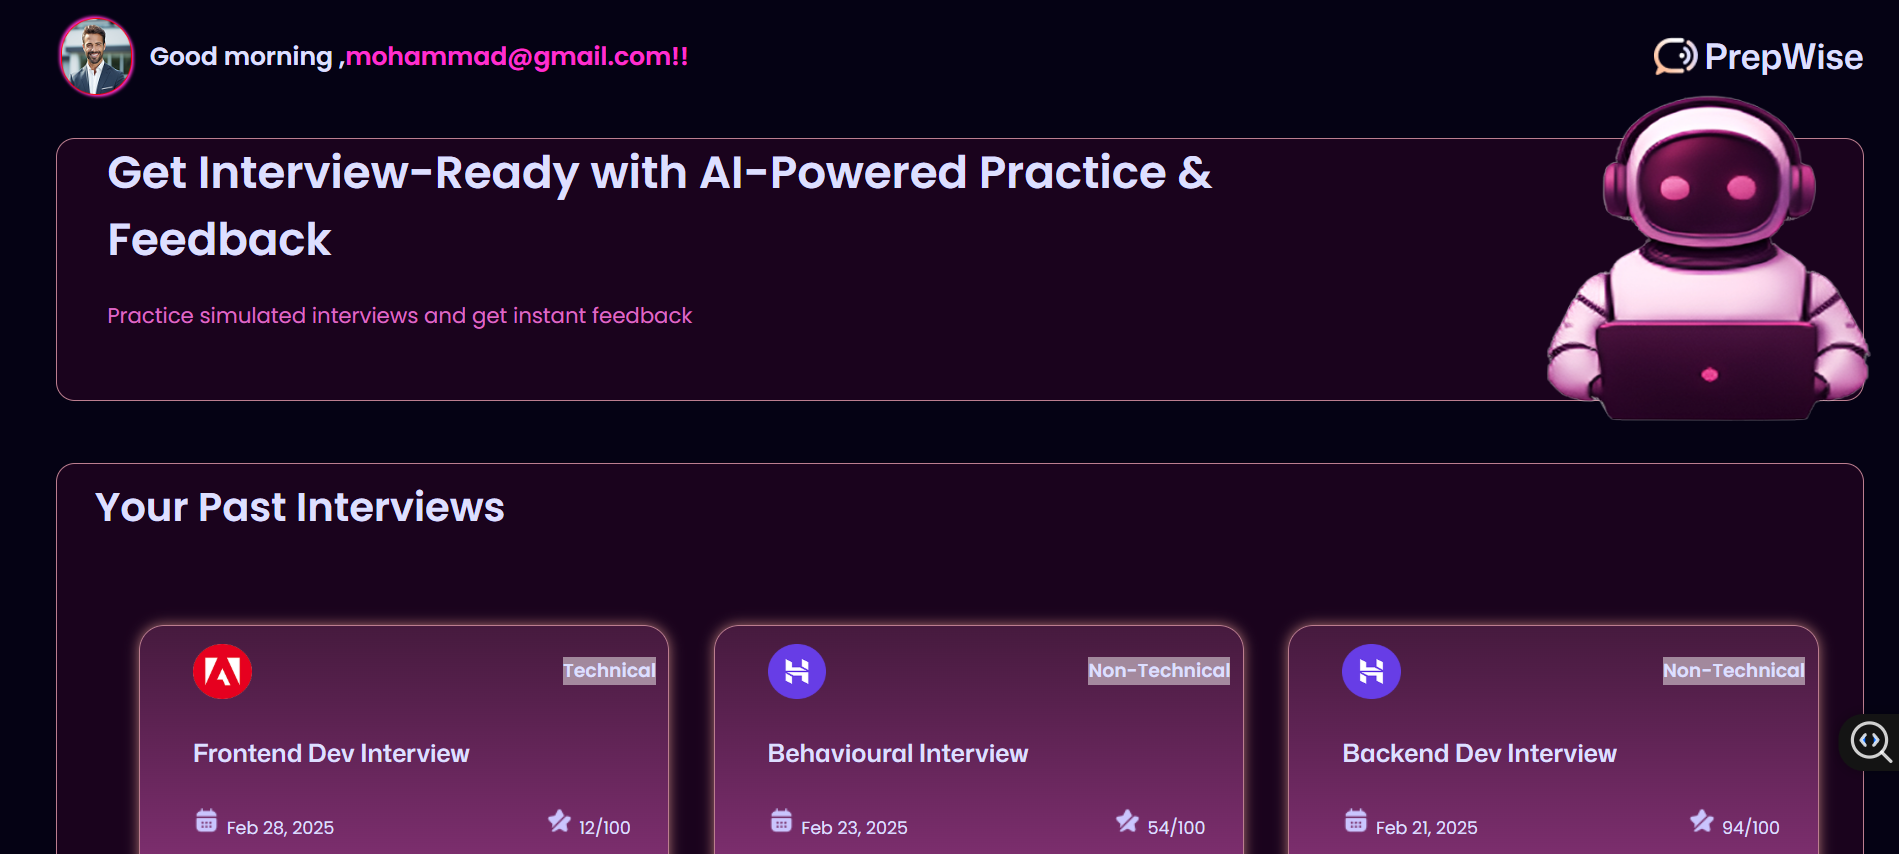 Good morning ,mohammad@gmail.com!!
PrepWise
Get Interview-Ready with AI-Powered Practice &
Feedback
Practice simulated interviews and get instant feedback
Your Past Interviews
Technical
Non-Technical
Non-Technical
Frontend Dev Interview
Behavioural Interview
Backend Dev Interview
Feb 28, 2025
12/100
Feb 23, 2025
54/100
Feb 21, 2025
94/100